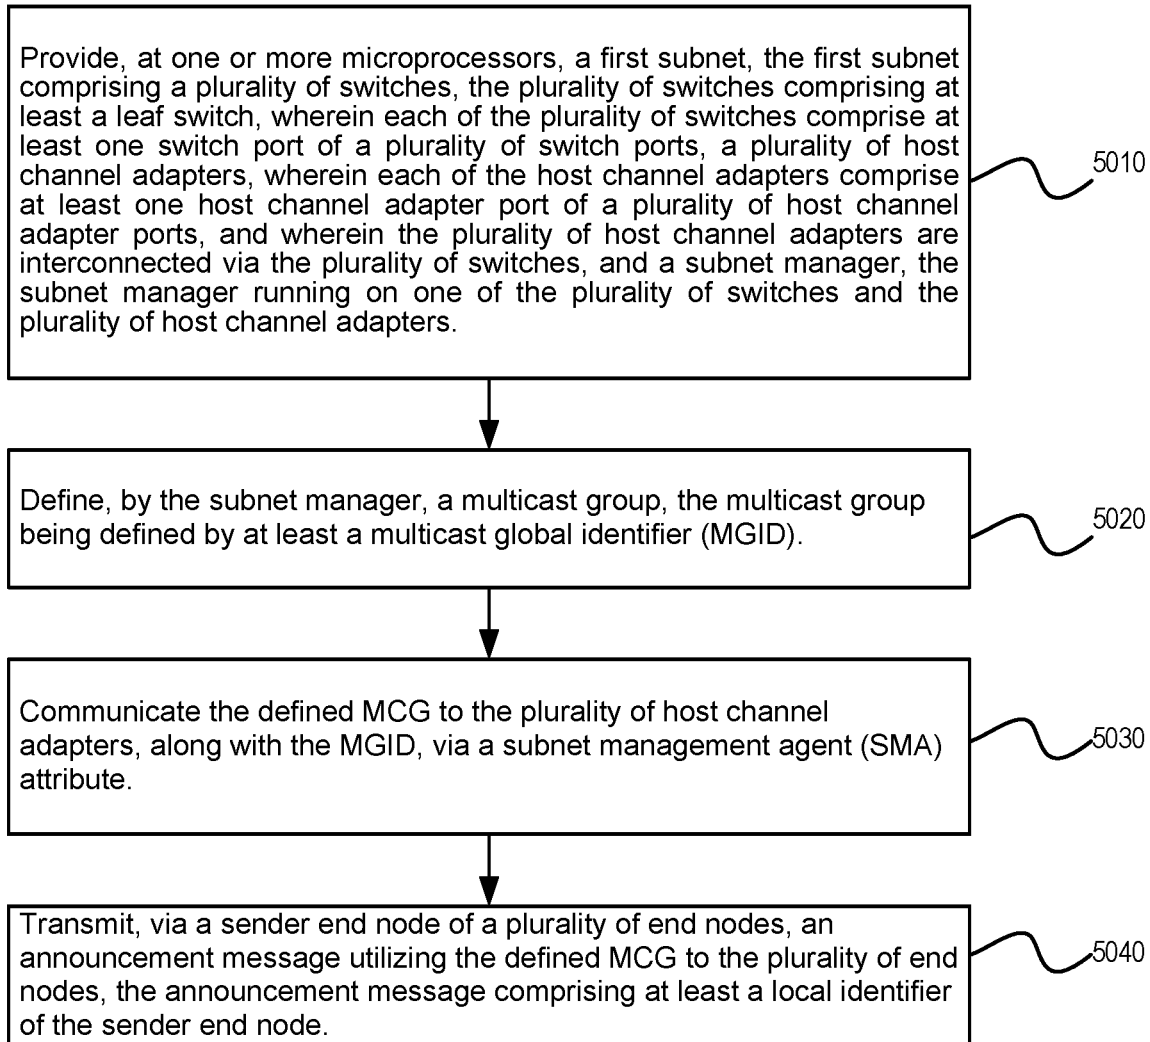 Provide, at one or more microprocessors, a first subnet, the first subnet
comprising a plurality of switches, the plurality of switches comprising at
least a leaf switch, wherein each of the plurality of switches comprise at
least one switch port of a plurality of switch ports, a plurality of host
channel adapters, wherein each of the host channel adapters comprise
at least one host channel adapter port of a plurality of host channel
adapter ports, and wherein the plurality of host channel adapters are
interconnected via the plurality of switches, and a subnet manager, the
subnet manager running on one of the plurality of switches and the
plurality of host channel adapters.
5010
Define, by the subnet manager, a multicast group, the multicast group
being defined by at least a multicast global identifier (MGID).
5020
Communicate the defined MCG to the plurality of host channel
adapters, along with the MGID, via a subnet management agent (SMA)
attribute.
5030
Transmit, via a sender end node of a plurality of end nodes, an
announcement message utilizing the defined MCG to the plurality of end
nodes, the announcement message comprising at least a local identifier
of the sender end node.
5040